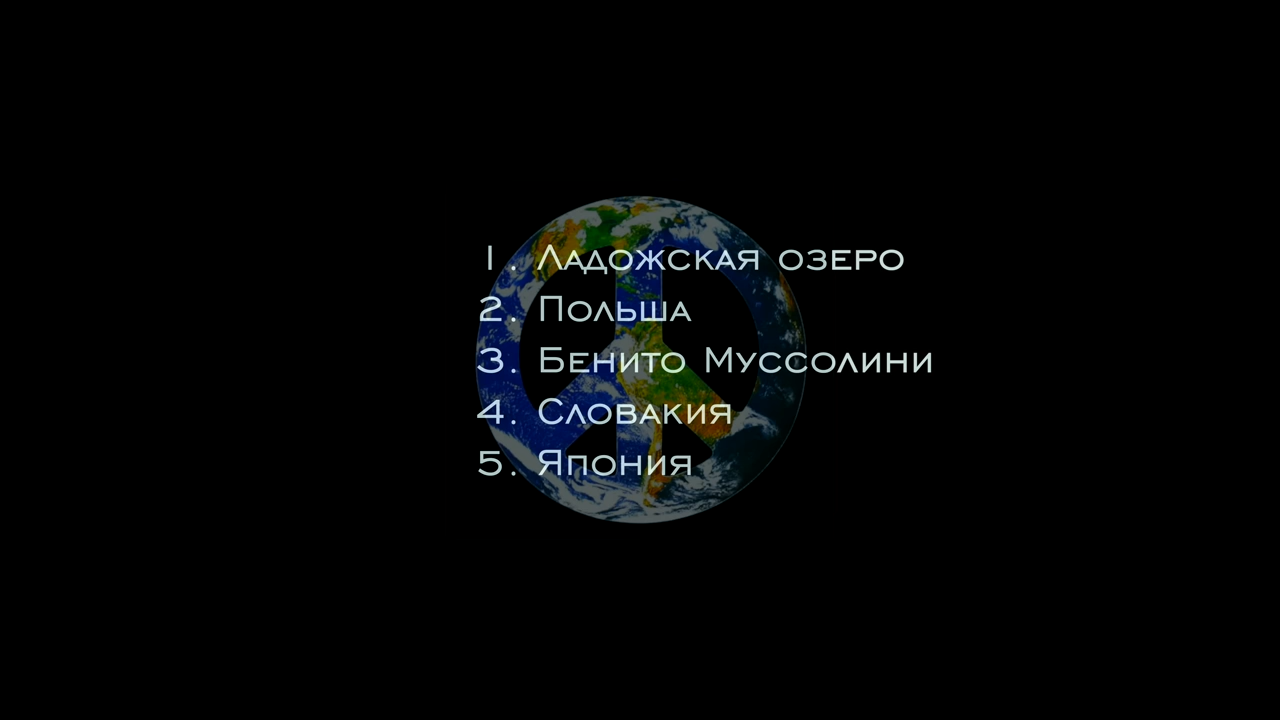 1. Ладожская озеро
2. Польша
3. Бенито Муссолини
4. Словакия
5. Япония